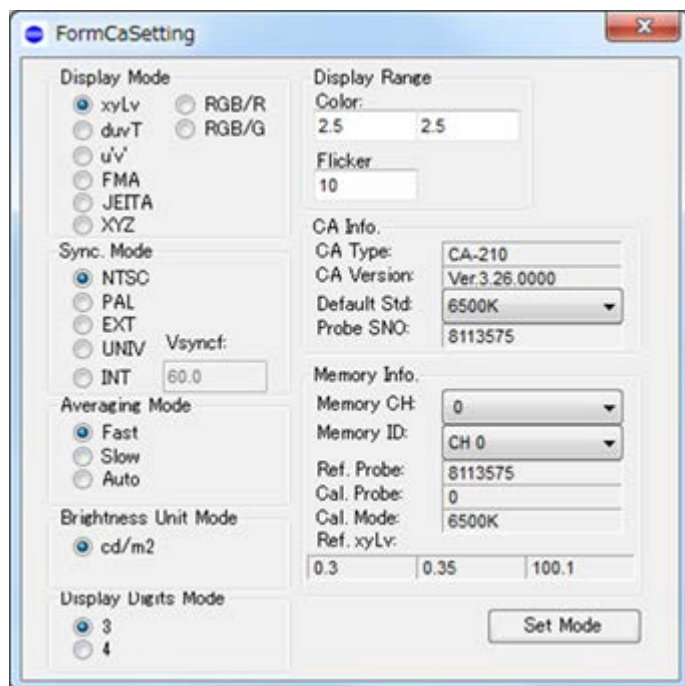 FormCaSetting
Display Mode
xyLv RGB/R
duvT RGB/G
u'v'
FMA
JEITA
XYZ
Sync. Mode
NTSC
PAL
EXT
UNIV Vsyncf:
INT 60.0
Averaging Mode
Fast
Slow
Auto
Brightness Unit Mode
cd/m2
Display Digits Mode
3
4
Display Range
Color:
2.5 2.5
Flicker
10
CA Info.
CA Type: CA-210
CA Version: Ver.3.26.0000
Default Std: 6500K
Probe SNO: 8113575
Memory Info.
Memory CH: 0
Memory ID: CH 0
Ref. Probe: 8113575
Cal. Probe: 0
Cal. Mode: 6500K
Ref. xyLv:
0.3 0.35 100.1
Set Mode